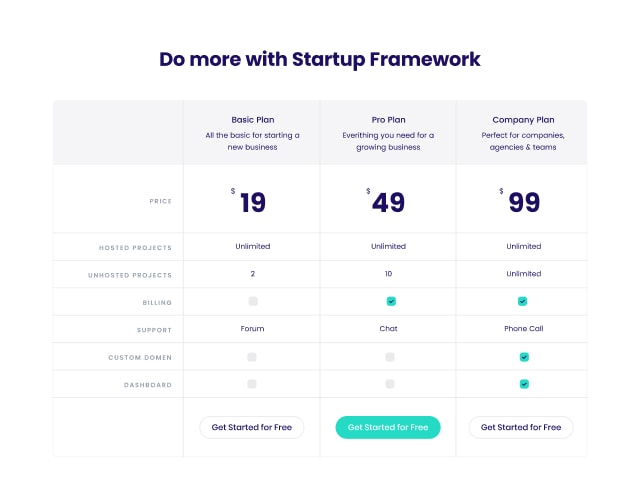 Do more with Startup Framework
Basic Plan
All the basic for starting a
new business
Pro Plan
Everithing you need for a
growing business
Company Plan
Perfect for companies,
agencies & teams
PRICE
$ 19
$ 49
$ 99
HOSTED PROJECTS
Unlimited
Unlimited
Unlimited
UNHOSTED PROJECTS
2
10
Unlimited
BILLING
SUPPORT
Forum
Chat
Phone Call
CUSTOM DOMEN
DASHBOARD
Get Started for Free
Get Started for Free
Get Started for Free